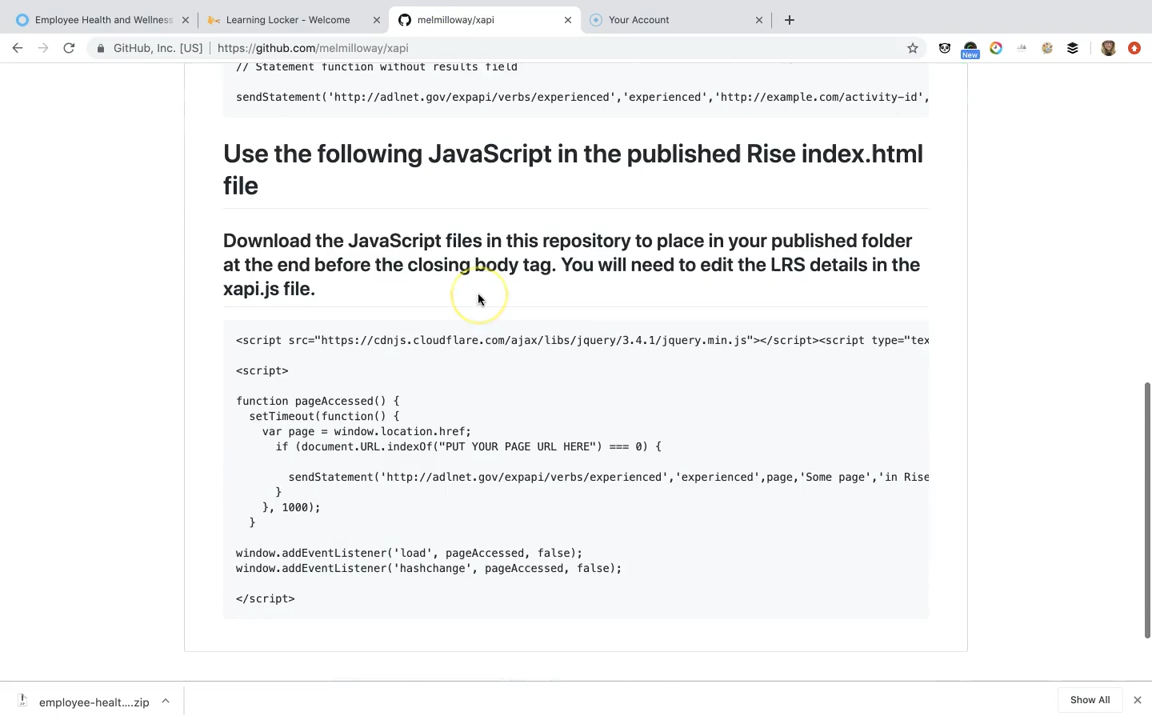 Employee Health and Wellness
Learning Locker - Welcome
melmilloway/xapi
Your Account
GitHub, Inc. [US] | https://github.com/melmilloway/xapi
New
// Statement function without results field
sendStatement('http://adlnet.gov/expapi/verbs/experienced','experienced','http://example.com/activity-id',
Use the following JavaScript in the published Rise index.html
file
Download the JavaScript files in this repository to place in your published folder
at the end before the closing body tag. You will need to edit the LRS details in the
xapi.js file.
<script src="https://cdnjs.cloudflare.com/ajax/libs/jquery/3.4.1/jquery.min.js"></script><script type="tex
<script>
function pageAccessed() {
setTimeout(function() {
var page = window.location.href;
if (document.URL.indexOf("PUT YOUR PAGE URL HERE") === 0) {
sendStatement('http://adlnet.gov/expapi/verbs/experienced','experienced',page,'Some page','in Rise
}
}, 1000);
}
window.addEventListener('load', pageAccessed, false);
window.addEventListener('hashchange', pageAccessed, false);
</script>
employee-healt....zip
Show All